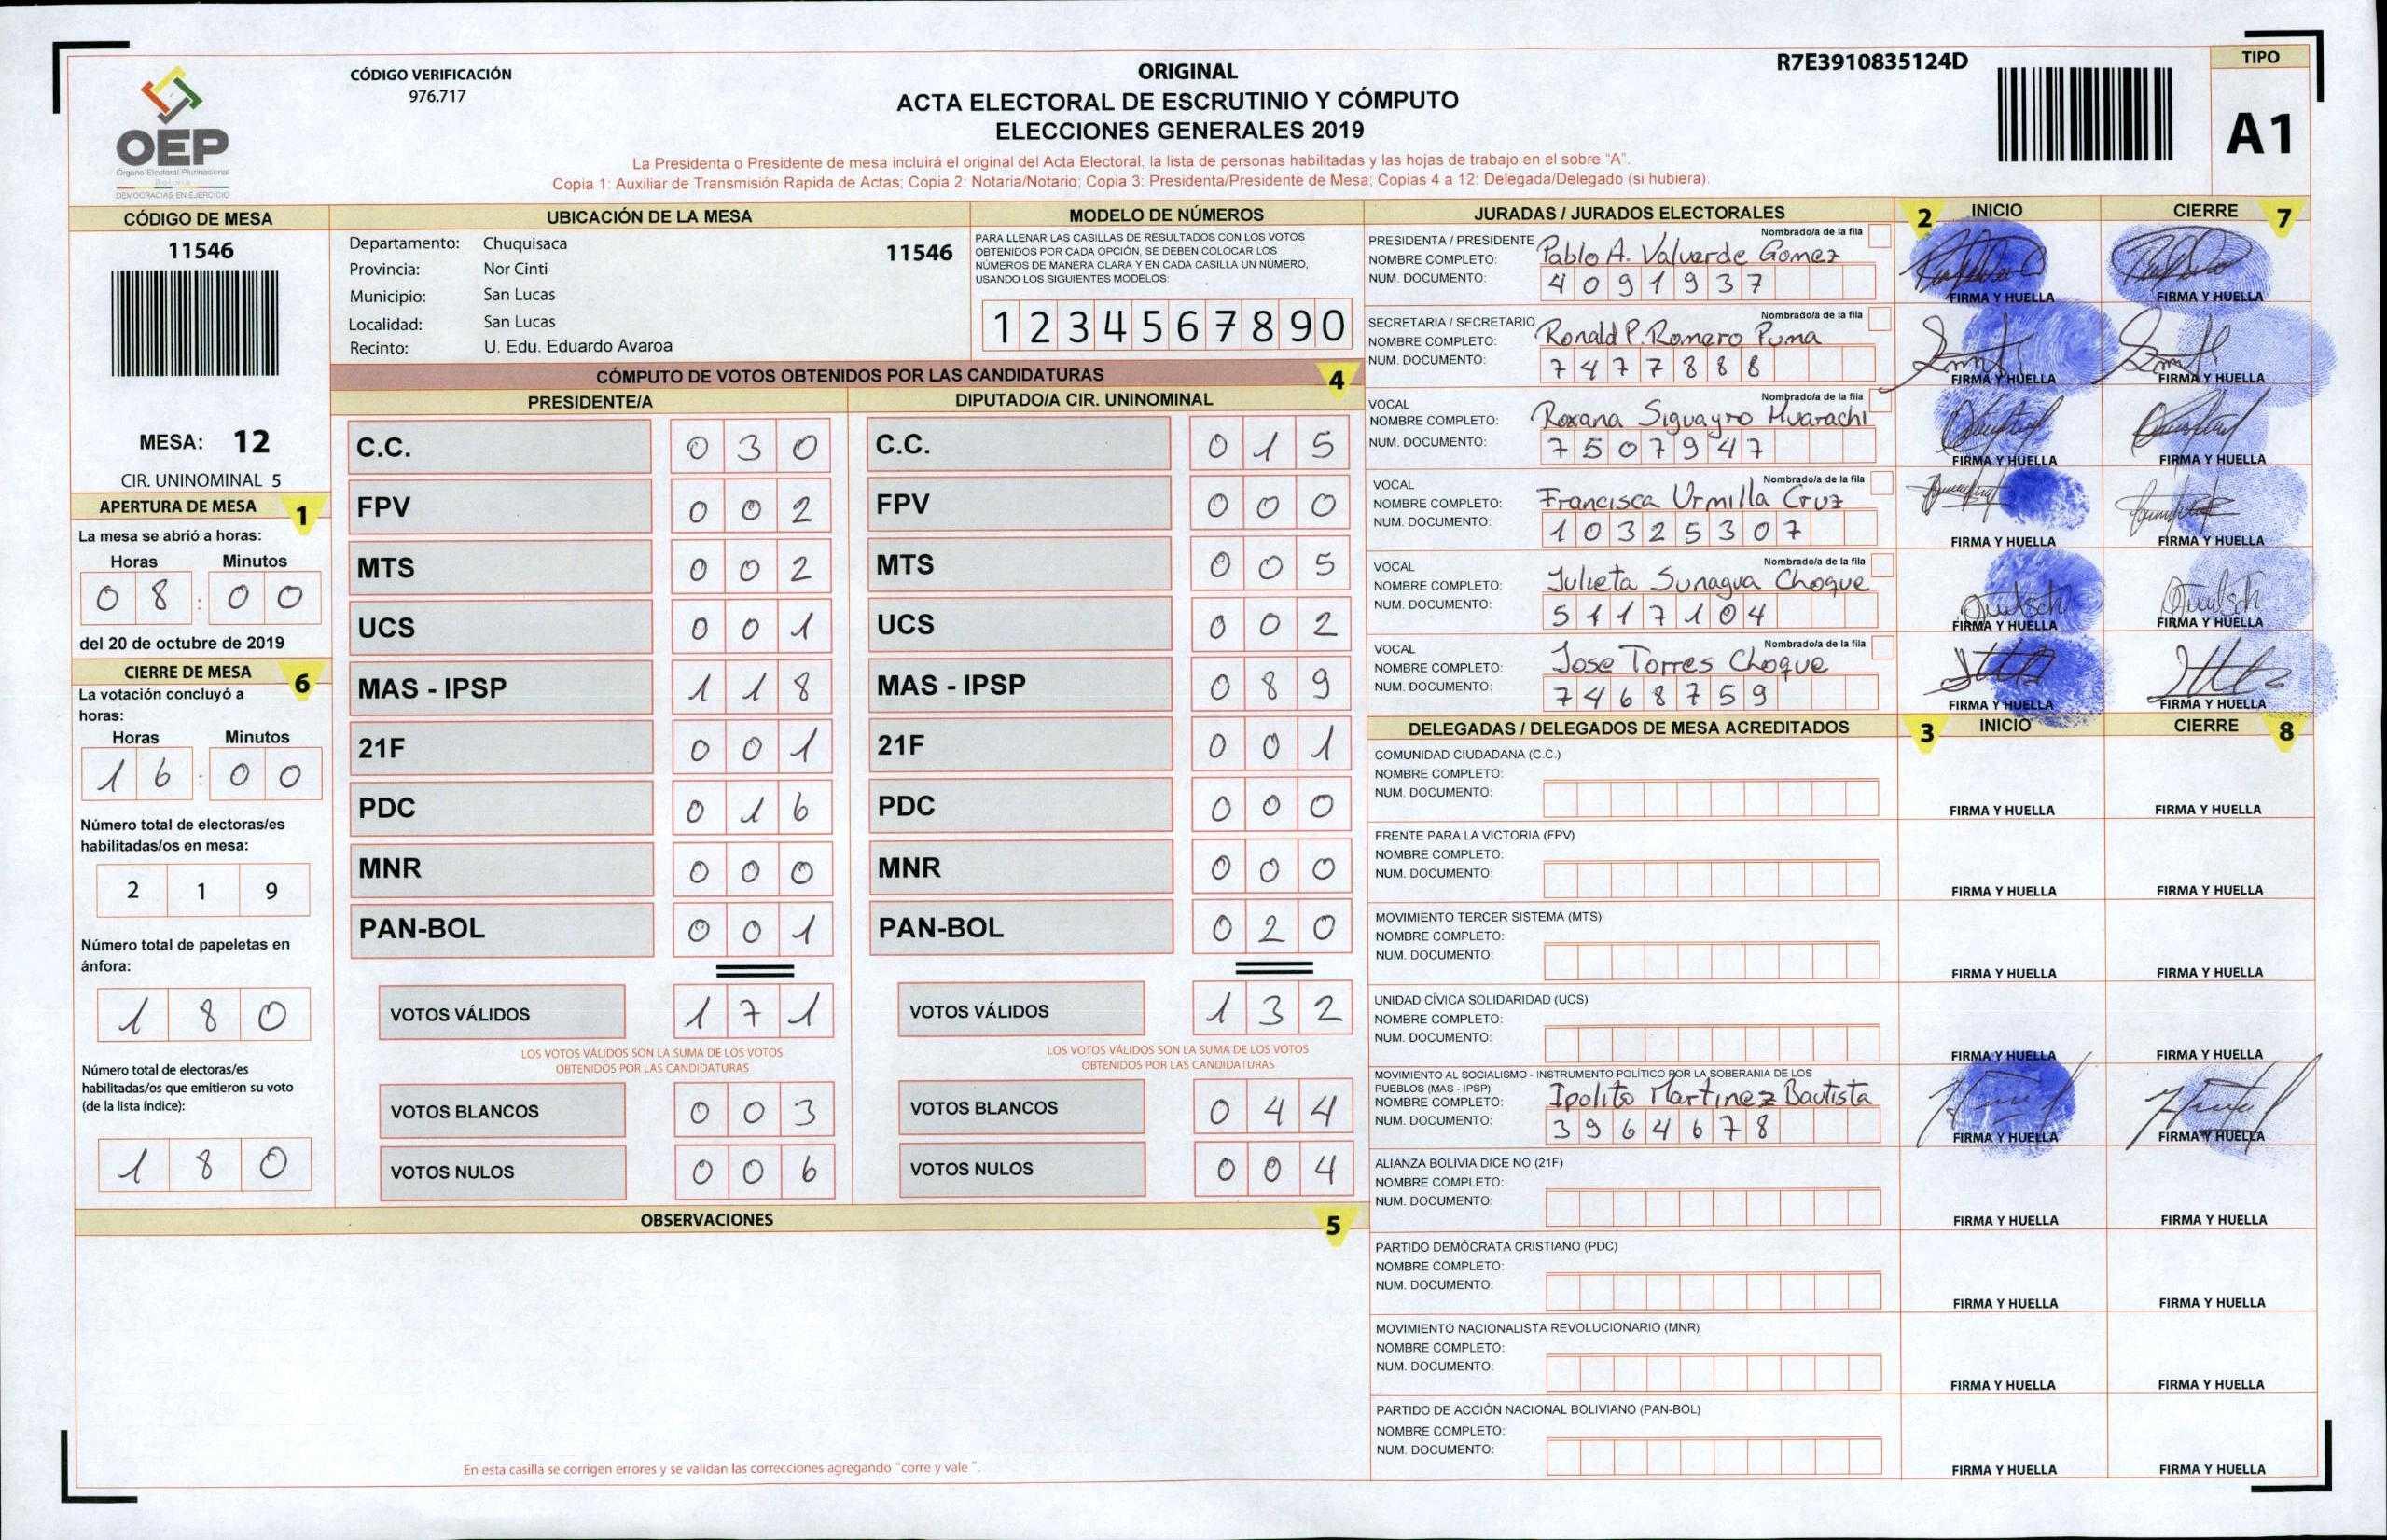 CÓDIGO VERIFICACIÓN
976.717
OEP
Órgano Electoral Plurinacional
Bolivia
DEMOCRACIAS EN EJERCICIO
ORIGINAL
ACTA ELECTORAL DE ESCRUTINIO Y CÓMPUTO
ELECCIONES GENERALES 2019
La Presidenta o Presidente de mesa incluirá el original del Acta Electoral, la lista de personas habilitadas y las hojas de trabajo en el sobre "A".
Copia 1: Auxiliar de Transmisión Rapida de Actas; Copia 2: Notaria/Notario; Copia 3: Presidenta/Presidente de Mesa; Copias 4 a 12: Delegada/Delegado (si hubiera).
R7E3910835124D
TIPO
A1
CÓDIGO DE MESA
11546
MESA: 12
CIR. UNINOMINAL 5
APERTURA DE MESA 1
La mesa se abrió a horas:
Horas Minutos
0 8 : 0 0
del 20 de octubre de 2019
CIERRE DE MESA 6
La votación concluyó a
horas:
Horas Minutos
1 6 : 0 0
Número total de electoras/es
habilitadas/os en mesa:
2 1 9
Número total de papeletas en
ánfora:
1 8 0
Número total de electoras/es
habilitadas/os que emitieron su voto
(de la lista índice):
1 8 0
UBICACIÓN DE LA MESA
Departamento: Chuquisaca 11546
Provincia: Nor Cinti
Municipio: San Lucas
Localidad: San Lucas
Recinto: U. Edu. Eduardo Avaroa
MODELO DE NÚMEROS
PARA LLENAR LAS CASILLAS DE RESULTADOS CON LOS VOTOS
OBTENIDOS POR CADA OPCIÓN, SE DEBEN COLOCAR LOS
NÚMEROS DE MANERA CLARA Y EN CADA CASILLA UN NÚMERO,
USANDO LOS SIGUIENTES MODELOS:
1 2 3 4 5 6 7 8 9 0
CÓMPUTO DE VOTOS OBTENIDOS POR LAS CANDIDATURAS 4
PRESIDENTE/A DIPUTADO/A CIR. UNINOMINAL
C.C. 0 3 0 C.C. 0 1 5
FPV 0 0 2 FPV 0 0 0
MTS 0 0 2 MTS 0 0 5
UCS 0 0 1 UCS 0 0 2
MAS - IPSP 1 1 8 MAS - IPSP 0 8 9
21F 0 0 1 21F 0 0 1
PDC 0 1 6 PDC 0 0 0
MNR 0 0 0 MNR 0 0 0
PAN-BOL 0 0 1 PAN-BOL 0 2 0
VOTOS VÁLIDOS 1 7 1 VOTOS VÁLIDOS 1 3 2
LOS VOTOS VÁLIDOS SON LA SUMA DE LOS VOTOS LOS VOTOS VÁLIDOS SON LA SUMA DE LOS VOTOS
OBTENIDOS POR LAS CANDIDATURAS OBTENIDOS POR LAS CANDIDATURAS
VOTOS BLANCOS 0 0 3 VOTOS BLANCOS 0 4 4
VOTOS NULOS 0 0 6 VOTOS NULOS 0 0 4
OBSERVACIONES 5
En esta casilla se corrigen errores y se validan las correcciones agregando "corre y vale ".
JURADAS / JURADOS ELECTORALES 2 INICIO CIERRE 7
Nombrado/a de la fila
PRESIDENTA / PRESIDENTE
NOMBRE COMPLETO: Pablo A. Valverde Gomez
NUM. DOCUMENTO: 4 0 9 1 9 3 7
FIRMA Y HUELLA FIRMA Y HUELLA
Nombrado/a de la fila
SECRETARIA / SECRETARIO
NOMBRE COMPLETO: Ronald P. Romero Puma
NUM. DOCUMENTO: 7 4 7 7 8 8 8
FIRMA Y HUELLA FIRMA Y HUELLA
Nombrado/a de la fila
VOCAL
NOMBRE COMPLETO: Roxana Siguayro Huarachi
NUM. DOCUMENTO: 7 5 0 7 9 4 7
FIRMA Y HUELLA FIRMA Y HUELLA
Nombrado/a de la fila
VOCAL
NOMBRE COMPLETO: Francisca Urmilla Cruz
NUM. DOCUMENTO: 1 0 3 2 5 3 0 7
FIRMA Y HUELLA FIRMA Y HUELLA
Nombrado/a de la fila
VOCAL
NOMBRE COMPLETO: Julieta Sunagua Choque
NUM. DOCUMENTO: 5 1 1 7 1 0 4
FIRMA Y HUELLA FIRMA Y HUELLA
Nombrado/a de la fila
VOCAL
NOMBRE COMPLETO: Jose Torres Choque
NUM. DOCUMENTO: 7 4 6 8 7 5 9
FIRMA Y HUELLA FIRMA Y HUELLA
DELEGADAS / DELEGADOS DE MESA ACREDITADOS 3 INICIO CIERRE 8
COMUNIDAD CIUDADANA (C.C.)
NOMBRE COMPLETO:
NUM. DOCUMENTO:
FIRMA Y HUELLA FIRMA Y HUELLA
FRENTE PARA LA VICTORIA (FPV)
NOMBRE COMPLETO:
NUM. DOCUMENTO:
FIRMA Y HUELLA FIRMA Y HUELLA
MOVIMIENTO TERCER SISTEMA (MTS)
NOMBRE COMPLETO:
NUM. DOCUMENTO:
FIRMA Y HUELLA FIRMA Y HUELLA
UNIDAD CÍVICA SOLIDARIDAD (UCS)
NOMBRE COMPLETO:
NUM. DOCUMENTO:
FIRMA Y HUELLA FIRMA Y HUELLA
MOVIMIENTO AL SOCIALISMO - INSTRUMENTO POLÍTICO POR LA SOBERANIA DE LOS
PUEBLOS (MAS - IPSP)
NOMBRE COMPLETO: Ipolito Martinez Bautista
NUM. DOCUMENTO: 3 9 6 4 6 7 8
FIRMA Y HUELLA FIRMA Y HUELLA
ALIANZA BOLIVIA DICE NO (21F)
NOMBRE COMPLETO:
NUM. DOCUMENTO:
FIRMA Y HUELLA FIRMA Y HUELLA
PARTIDO DEMÓCRATA CRISTIANO (PDC)
NOMBRE COMPLETO:
NUM. DOCUMENTO:
FIRMA Y HUELLA FIRMA Y HUELLA
MOVIMIENTO NACIONALISTA REVOLUCIONARIO (MNR)
NOMBRE COMPLETO:
NUM. DOCUMENTO:
FIRMA Y HUELLA FIRMA Y HUELLA
PARTIDO DE ACCIÓN NACIONAL BOLIVIANO (PAN-BOL)
NOMBRE COMPLETO:
NUM. DOCUMENTO:
FIRMA Y HUELLA FIRMA Y HUELLA